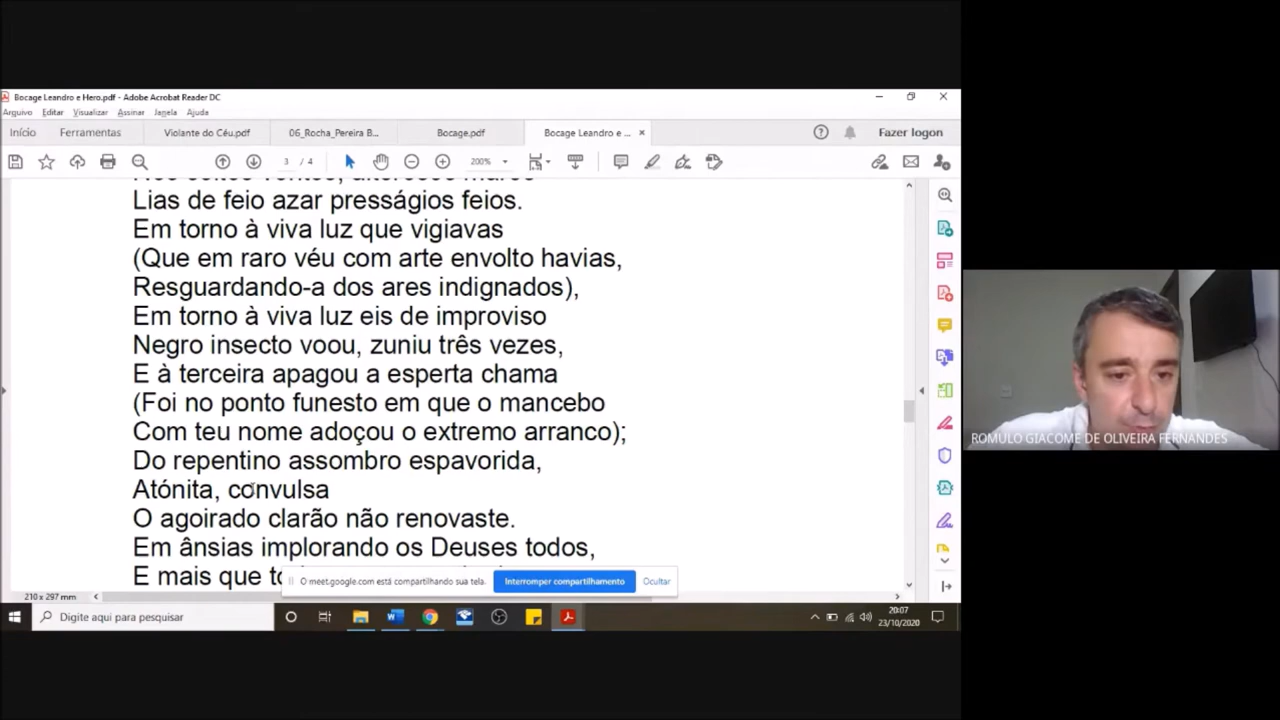 Bocage Leandro e Hero.pdf - Adobe Acrobat Reader DC
Arquivo Editar Visualizar Assinar Janela Ajuda
Início Ferramentas Violante do Céu.pdf 06_Rocha_Pereira B... Bocage.pdf Bocage Leandro e ... Fazer logon
3 / 4 200%
Lias de feio azar presságios feios.
Em torno à viva luz que vigiavas
(Que em raro véu com arte envolto havias,
Resguardando-a dos ares indignados),
Em torno à viva luz eis de improviso
Negro insecto voou, zuniu três vezes,
E à terceira apagou a esperta chama
(Foi no ponto funesto em que o mancebo
Com teu nome adoçou o extremo arranco);
Do repentino assombro espavorida,
Atónita, convulsa
O agoirado clarão não renovaste.
Em ânsias implorando os Deuses todos,
E mais que
O meet.google.com está compartilhando sua tela. Interromper compartilhamento Ocultar
210 x 297 mm
Digite aqui para pesquisar
20:07
23/10/2020
ROMULO GIACOME DE OLIVEIRA FERNANDES